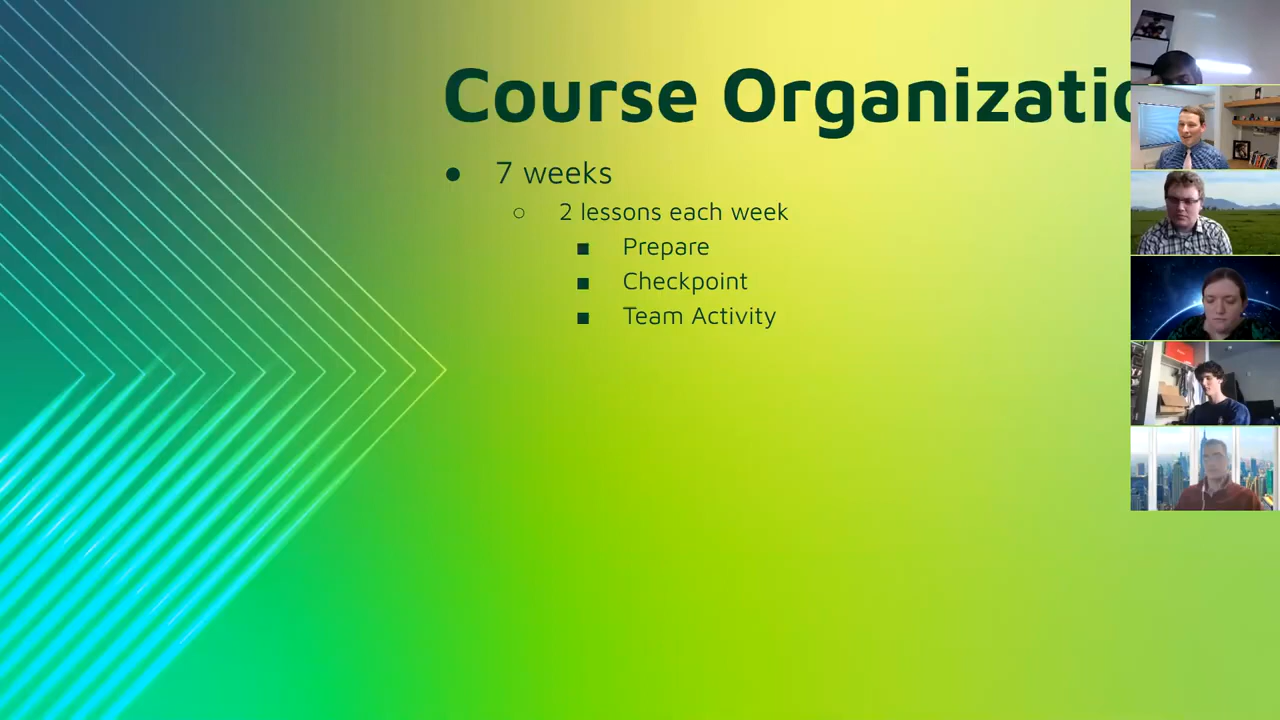 Course Organizatio
7 weeks
2 lessons each week
Prepare
Checkpoint
Team Activity